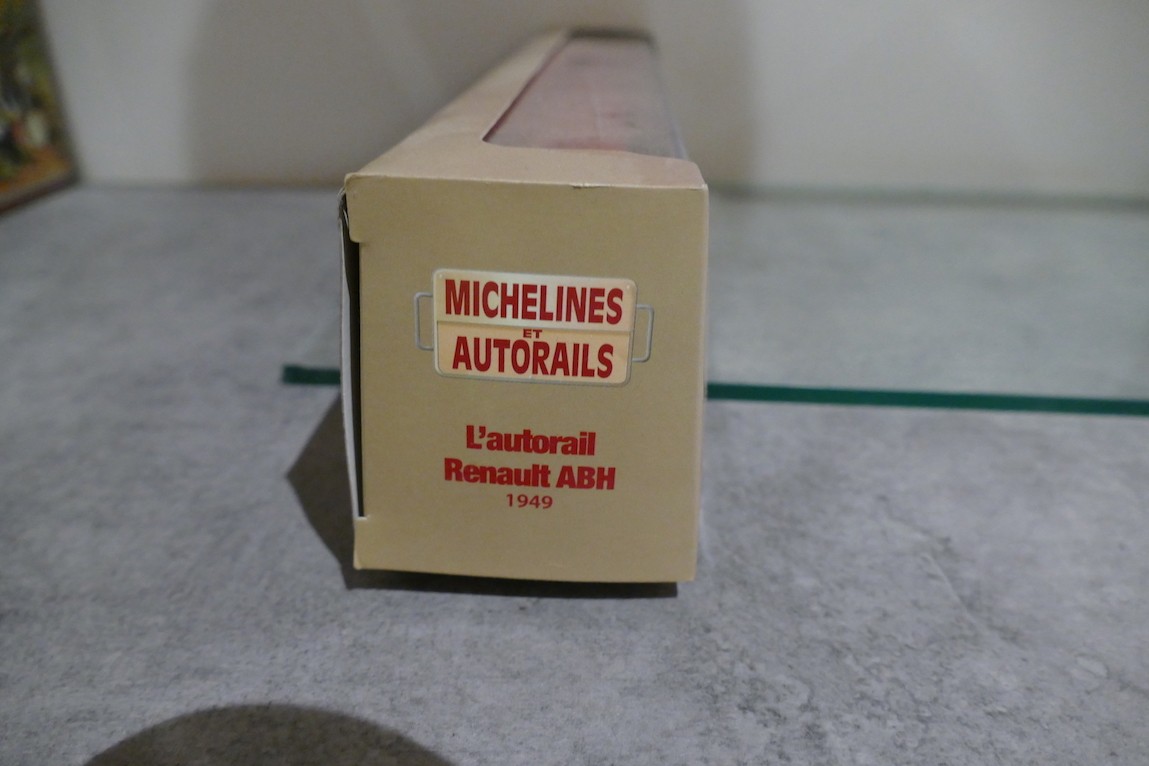 MICHELINES
ET
AUTORAILS
L'autorail
Renault ABH
1949